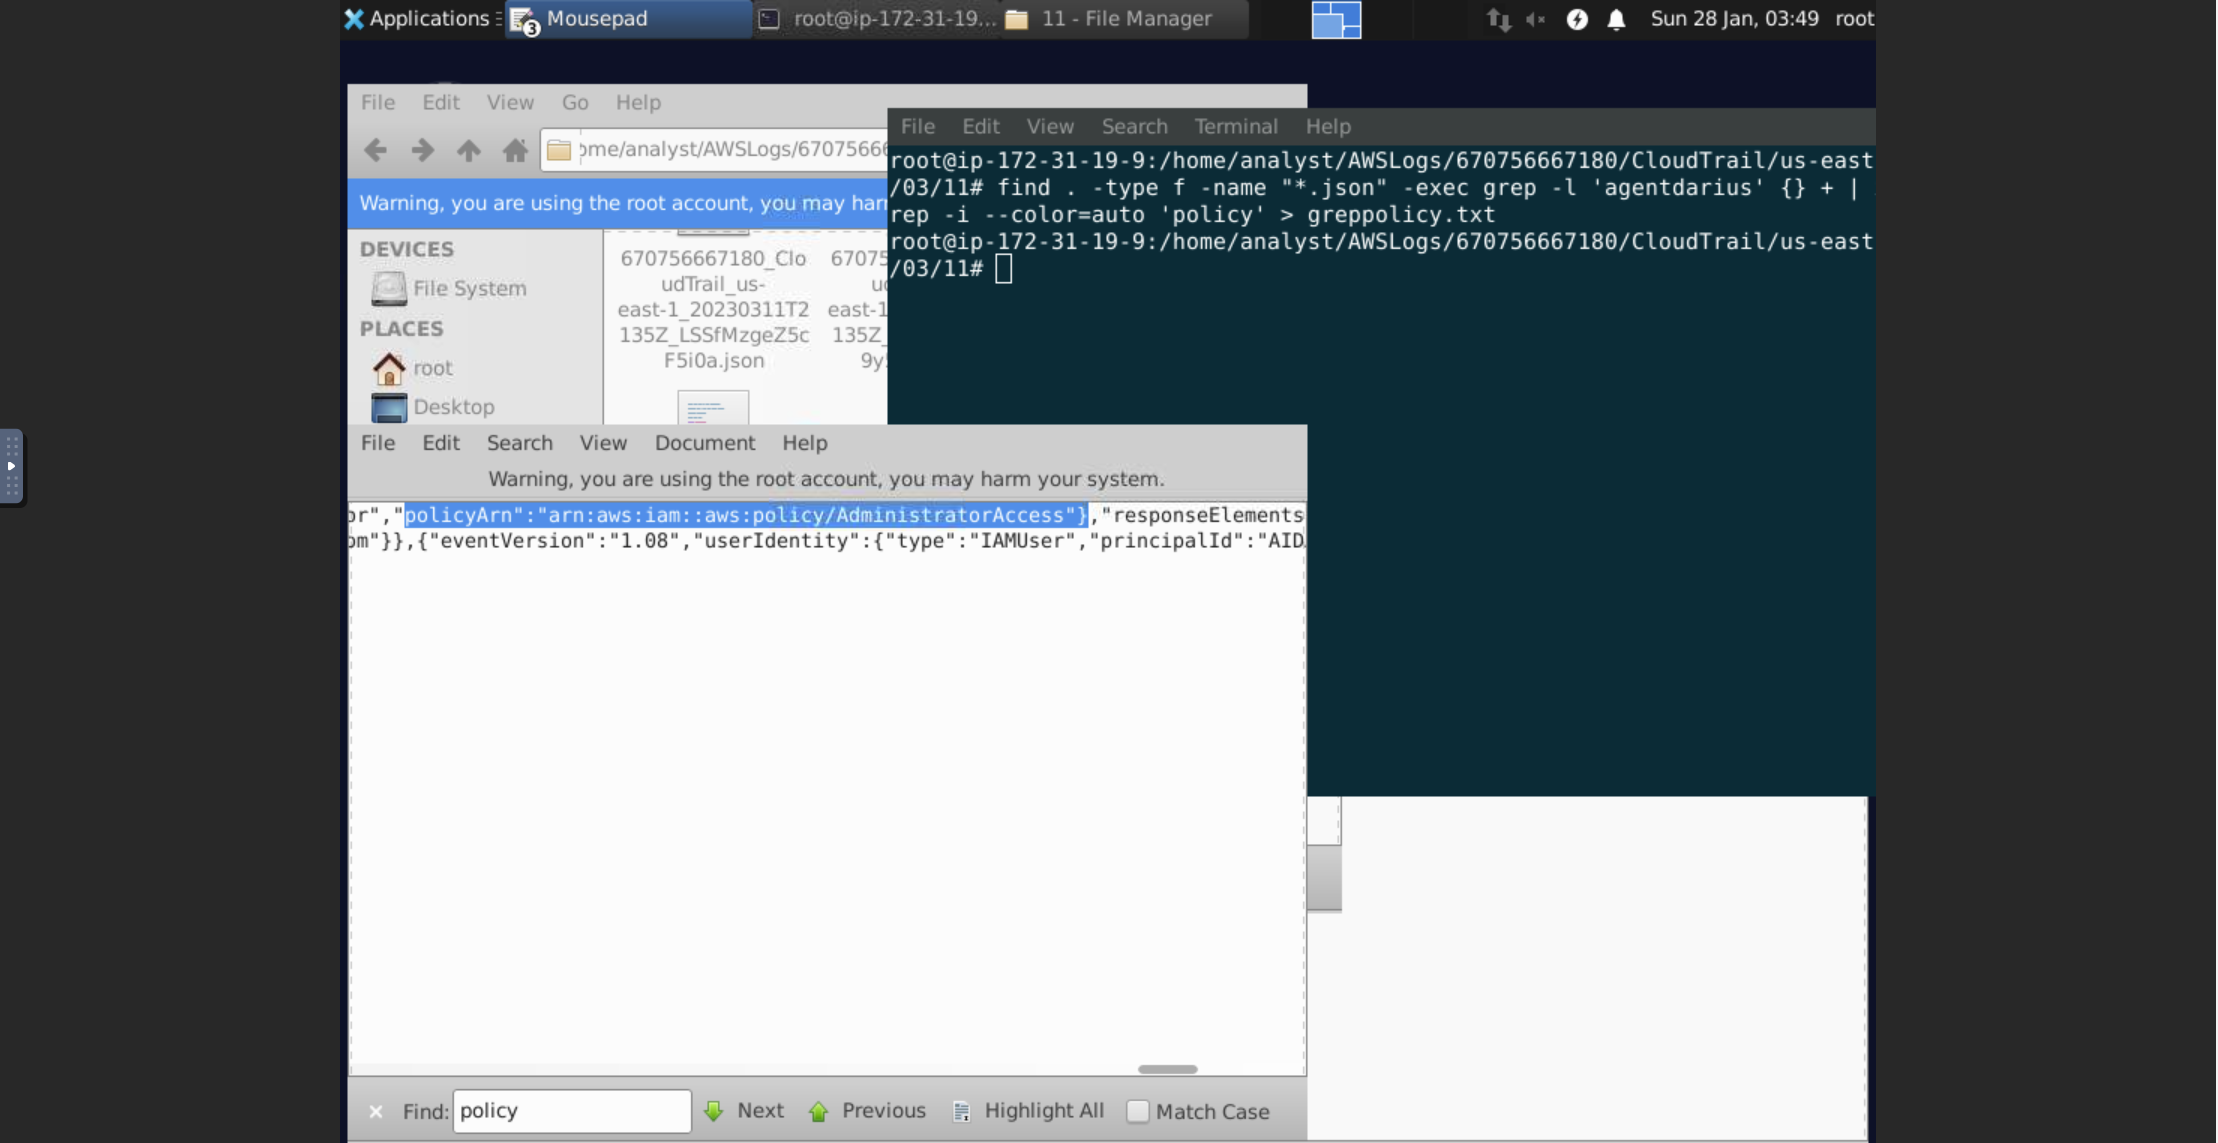 Applications
Mousepad
3
root@ip-172-31-19...
11 - File Manager
Sun 28 Jan, 03:49
root
File Edit View Go Help
ome/analyst/AWSLogs/6707566
Warning, you are using the root account, you may harm
DEVICES
File System
PLACES
root
Desktop
670756667180_Clo
udTrail_us-
east-1_20230311T2
135Z_LSSfMzgeZ5c
F5i0a.json
67075
east-1
135Z_
9y
File Edit View Search Terminal Help
root@ip-172-31-19-9:/home/analyst/AWSLogs/670756667180/CloudTrail/us-east
/03/11# find . -type f -name "*.json" -exec grep -l 'agentdarius' {} + |
rep -i --color=auto 'policy' > greppolicy.txt
root@ip-172-31-19-9:/home/analyst/AWSLogs/670756667180/CloudTrail/us-east
/03/11#
File Edit Search View Document Help
Warning, you are using the root account, you may harm your system.
or","policyArn":"arn:aws:iam::aws:policy/AdministratorAccess"},"responseElements
om"}},{"eventVersion":"1.08","userIdentity":{"type":"IAMUser","principalId":"AID
Find: policy Next Previous Highlight All Match Case